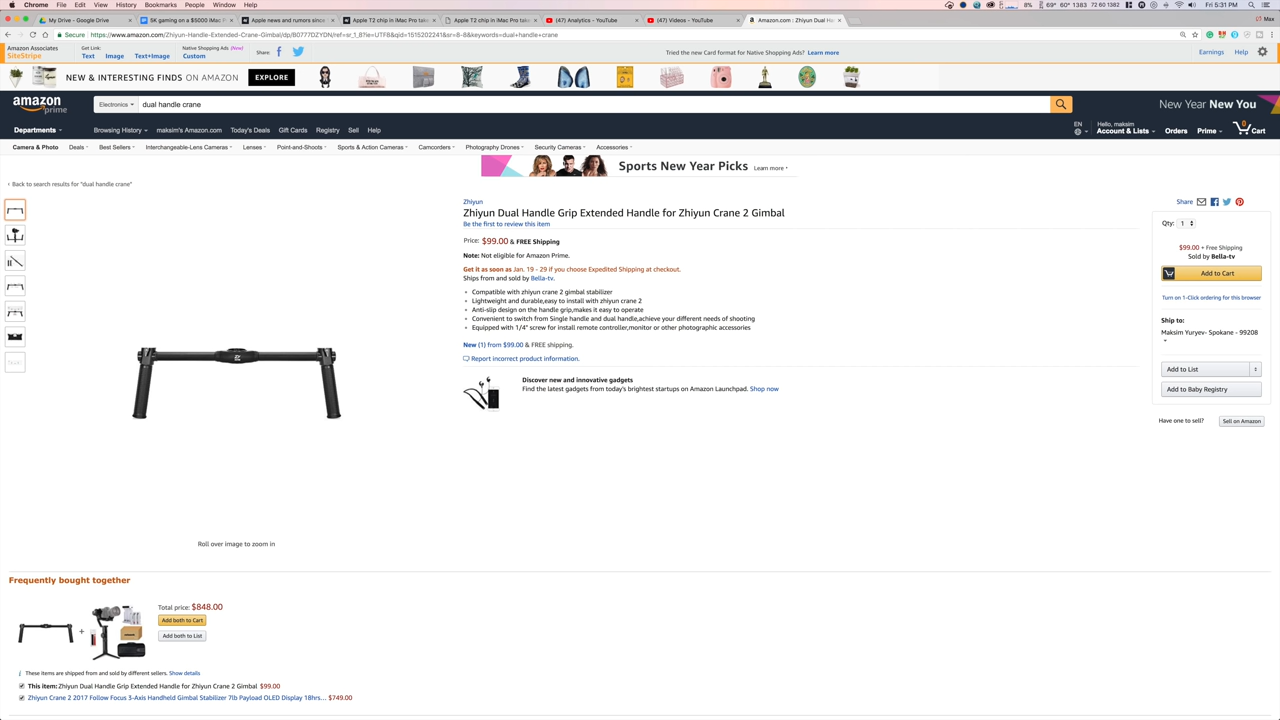 Chrome File Edit View History Bookmarks People Window Help
8% 69° 60° 1383 72 60 1382 Fri 5:31 PM
My Drive - Google Drive
5K gaming on a $5000 iMac P
Apple news and rumors since
Apple T2 chip in iMac Pro take
Apple T2 chip in iMac Pro take
(47) Analytics - YouTube
(47) Videos - YouTube
Amazon.com : Zhiyun Dual H
Max
Secure https://www.amazon.com/Zhiyun-Handle-Extended-Crane-Gimbal/dp/B0777DZYDN/ref=sr_1_8?ie=UTF8&qid=1515202241&sr=8-8&keywords=dual+handle+crane
Amazon Associates
SiteStripe
Get Link:
Text Image Text+Image
Native Shopping Ads (New)
Custom
Share:
Tried the new Card format for Native Shopping Ads? Learn more
Earnings Help
NEW & INTERESTING FINDS ON AMAZON EXPLORE
amazon prime
Electronics dual handle crane
New Year New You
Departments
Browsing History maksim's Amazon.com Today's Deals Gift Cards Registry Sell Help
EN
Hello, maksim
Account & Lists Orders Prime 0 Cart
Camera & Photo Deals Best Sellers Interchangeable-Lens Cameras Lenses Point-and-Shoots Sports & Action Cameras Camcorders Photography Drones Security Cameras Accessories
Sports New Year Picks Learn more
‹ Back to search results for "dual handle crane"
Zhiyun
Zhiyun Dual Handle Grip Extended Handle for Zhiyun Crane 2 Gimbal
Be the first to review this item
Price: $99.00 & FREE Shipping
Note: Not eligible for Amazon Prime.
Get it as soon as Jan. 19 - 29 if you choose Expedited Shipping at checkout.
Ships from and sold by Bella-tv.
Compatible with zhiyun crane 2 gimbal stabilizer
Lightweight and durable,easy to install with zhiyun crane 2
Anti-slip design on the handle grip,makes it easy to operate
Convenient to switch from Single handle and dual handle,achieve your different needs of shooting
Equipped with 1/4" screw for install remote controller,monitor or other photographic accessories
New (1) from $99.00 & FREE shipping.
Report incorrect product information.
Discover new and innovative gadgets
Find the latest gadgets from today's brightest startups on Amazon Launchpad. Shop now
Share
Qty: 1
$99.00 + Free Shipping
Sold by Bella-tv
Add to Cart
Turn on 1-Click ordering for this browser
Ship to:
Maksim Yuryev- Spokane - 99208
Add to List
Add to Baby Registry
Have one to sell? Sell on Amazon
Roll over image to zoom in
Frequently bought together
+
Total price: $848.00
Add both to Cart
Add both to List
i These items are shipped from and sold by different sellers. Show details
This item: Zhiyun Dual Handle Grip Extended Handle for Zhiyun Crane 2 Gimbal $99.00
Zhiyun Crane 2 2017 Follow Focus 3-Axis Handheld Gimbal Stabilizer 7lb Payload OLED Display 18hrs... $749.00